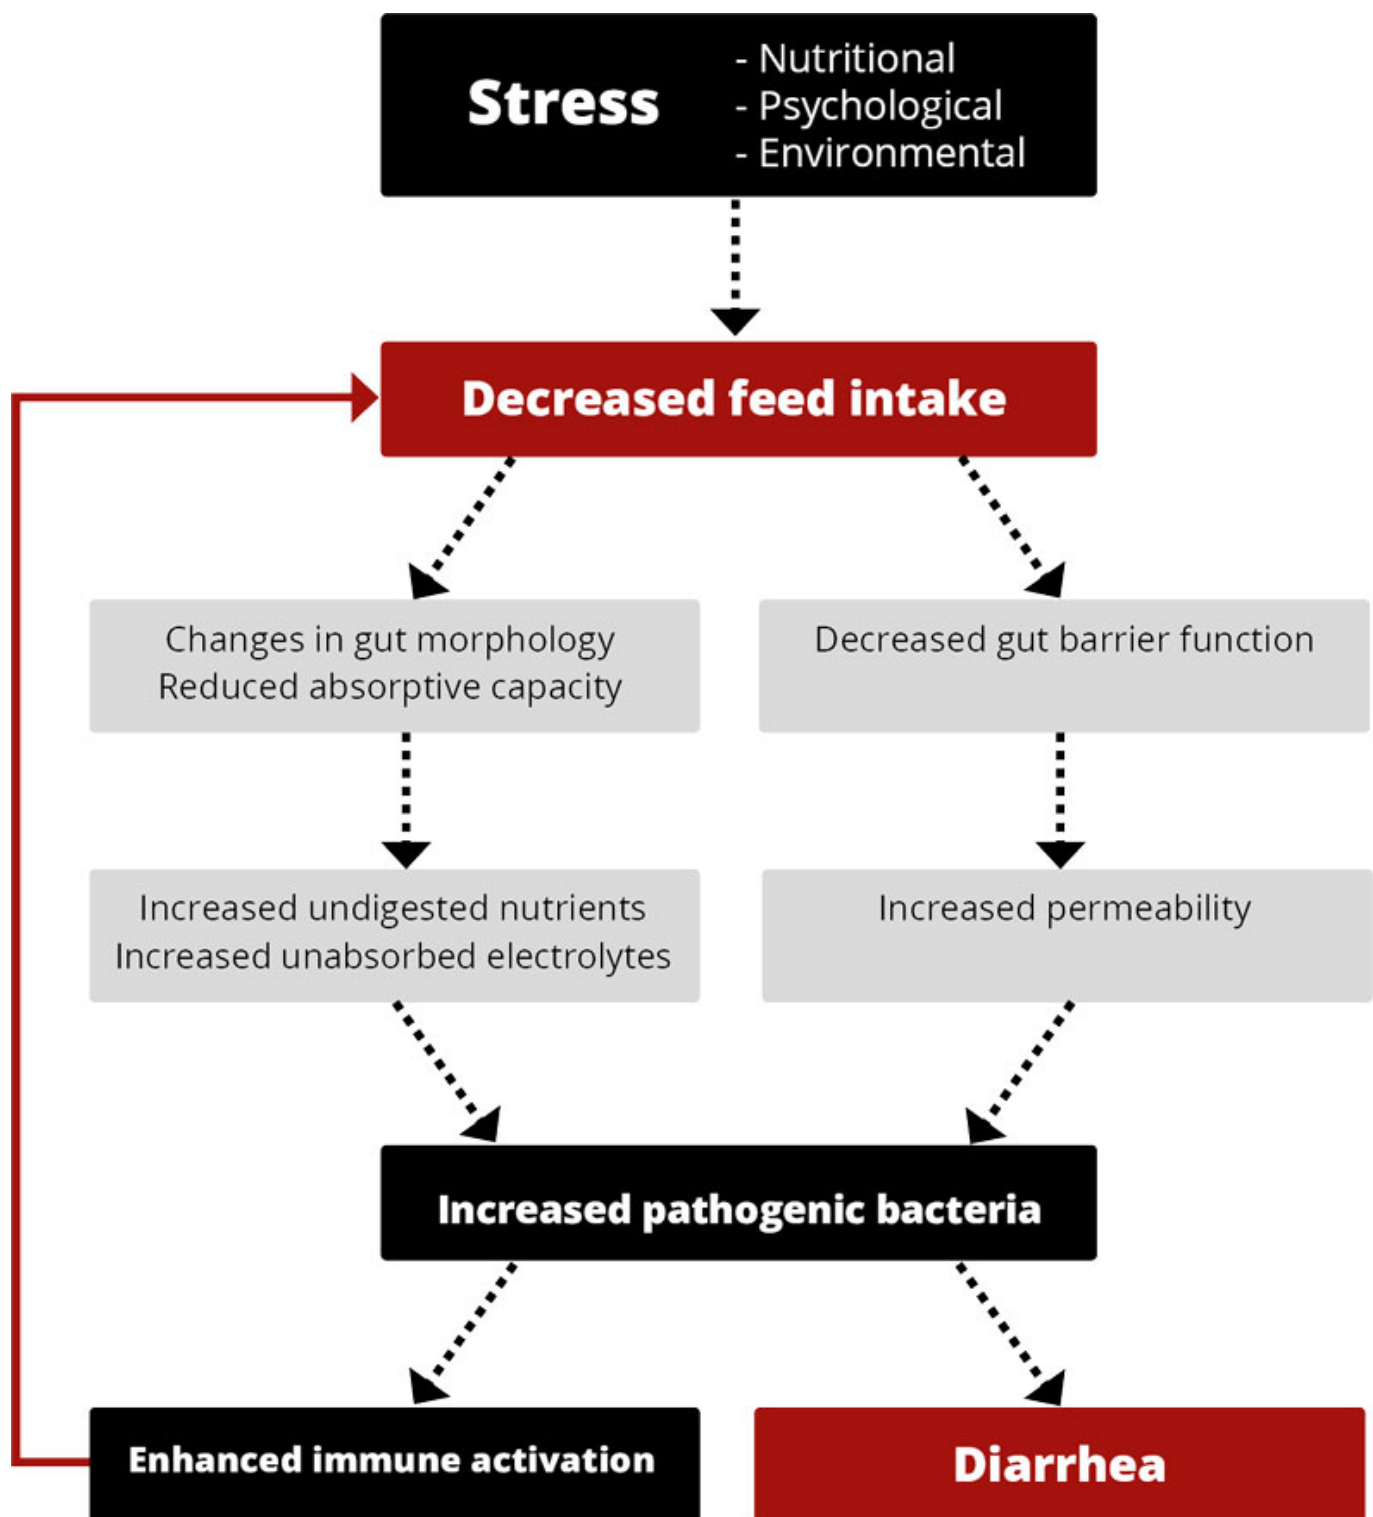 Stress
- Nutritional
- Psychological
- Environmental
Decreased feed intake
Changes in gut morphology
Reduced absorptive capacity
Decreased gut barrier function
Increased undigested nutrients
Increased unabsorbed electrolytes
Increased permeability
Increased pathogenic bacteria
Enhanced immune activation
Diarrhea